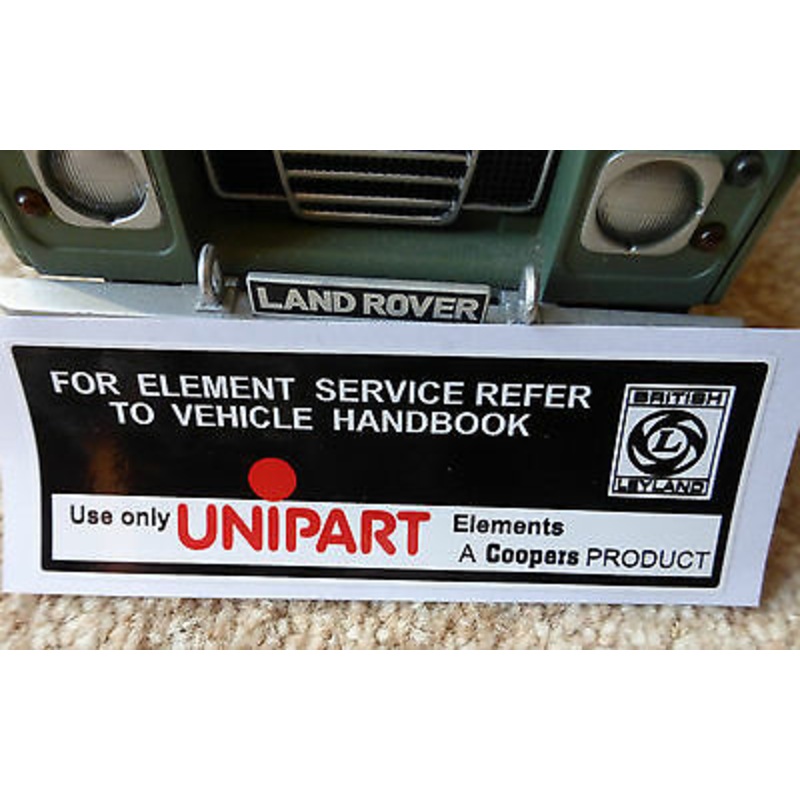 LAND ROVER
FOR ELEMENT SERVICE REFER
TO VEHICLE HANDBOOK
BRITISH
L
LEYLAND
Use only UNIPART Elements
A Coopers PRODUCT